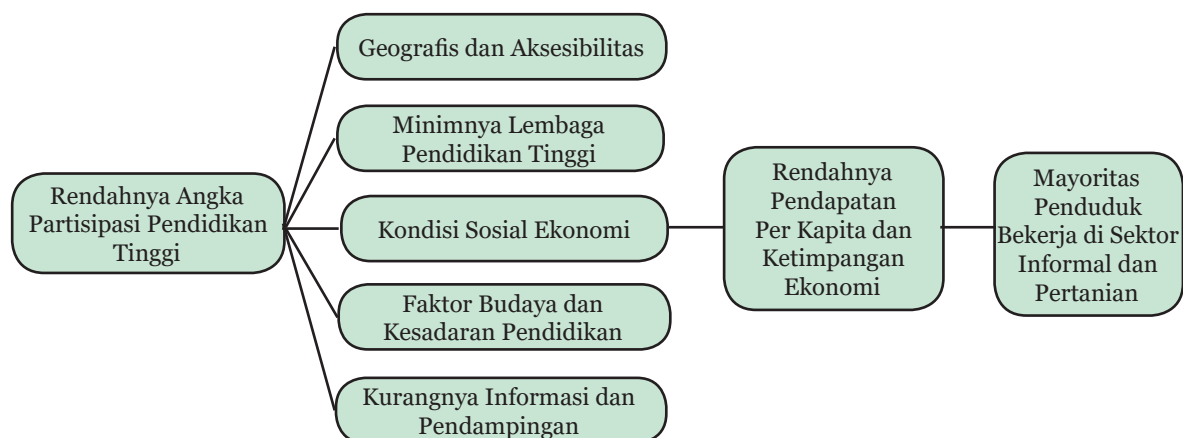 Rendahnya Angka
Partisipasi Pendidikan
Tinggi
Geografis dan Aksesibilitas
Minimnya Lembaga
Pendidikan Tinggi
Kondisi Sosial Ekonomi
Faktor Budaya dan
Kesadaran Pendidikan
Kurangnya Informasi dan
Pendampingan
Rendahnya
Pendapatan
Per Kapita dan
Ketimpangan
Ekonomi
Mayoritas
Penduduk
Bekerja di Sektor
Informal dan
Pertanian